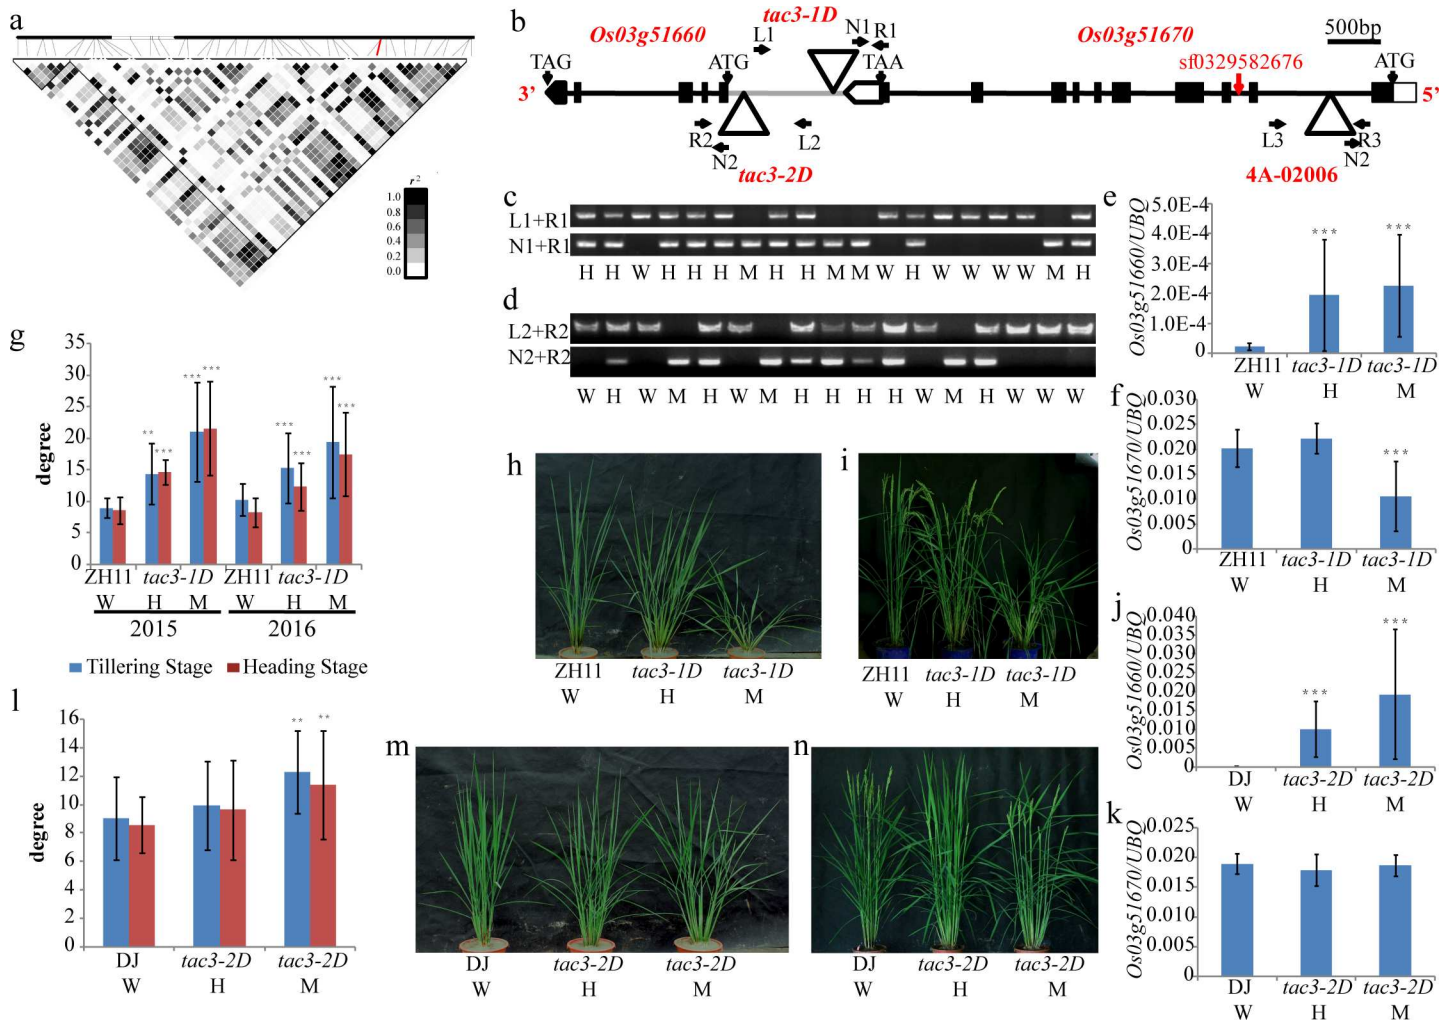 a
r²
1.0
0.8
0.6
0.4
0.2
0.0
b
tac3-1D
Os03g51660
L1
N1 R1
Os03g51670
500bp
TAG
ATG
TAA
sf0329582676
ATG
3'
5'
R2
N2
L2
L3
R3
N2
tac3-2D
4A-02006
c
L1+R1
N1+R1
H H W H H H M H H M M W H W W W W M H
d
L2+R2
N2+R2
W H W M H W M H H H H W M H W W W
e
Os03g51660/UBQ
5.0E-4
4.0E-4
3.0E-4
2.0E-4
1.0E-4
0
***
***
ZH11 tac3-1D tac3-1D
W H M
f
Os03g51670/UBQ
0.030
0.025
0.020
0.015
0.010
0.005
0
***
ZH11 tac3-1D tac3-1D
W H M
g
degree
35
30
25
20
15
10
5
0
** *** *** *** *** *** *** ***
ZH11 tac3-1D ZH11 tac3-1D
W H M W H M
2015 2016
Tillering Stage Heading Stage
h
ZH11 tac3-1D tac3-1D
W H M
i
ZH11 tac3-1D tac3-1D
W H M
j
Os03g51660/UBQ
0.040
0.035
0.030
0.025
0.020
0.015
0.010
0.005
0
***
***
DJ tac3-2D tac3-2D
W H M
k
Os03g51670/UBQ
0.025
0.020
0.015
0.010
0.005
0
DJ tac3-2D tac3-2D
W H M
l
degree
16
14
12
10
8
6
4
2
0
** **
DJ tac3-2D tac3-2D
W H M
m
DJ tac3-2D tac3-2D
W H M
n
DJ tac3-2D tac3-2D
W H M